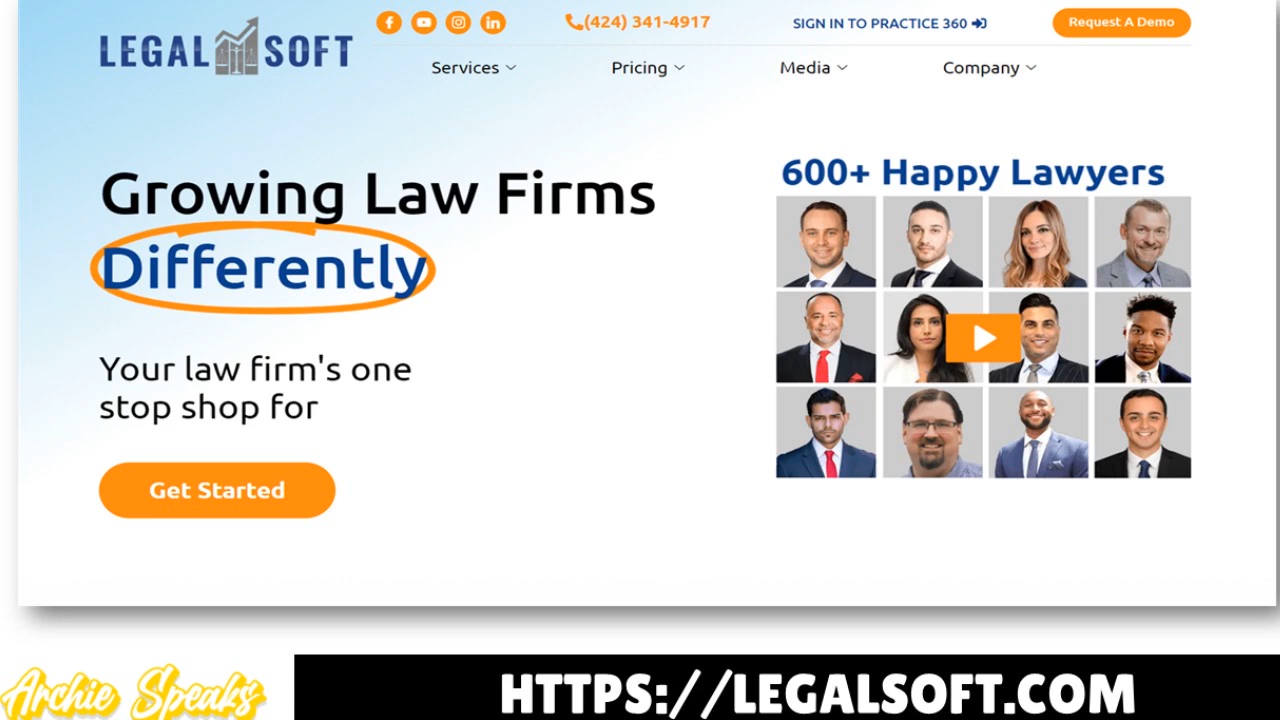 LEGAL SOFT
(424) 341-4917
SIGN IN TO PRACTICE 360
Request A Demo
Services
Pricing
Media
Company
Growing Law Firms
Differently
Your law firm's one
stop shop for
Get Started
600+ Happy Lawyers
Archie Speaks
HTTPS://LEGALSOFT.COM